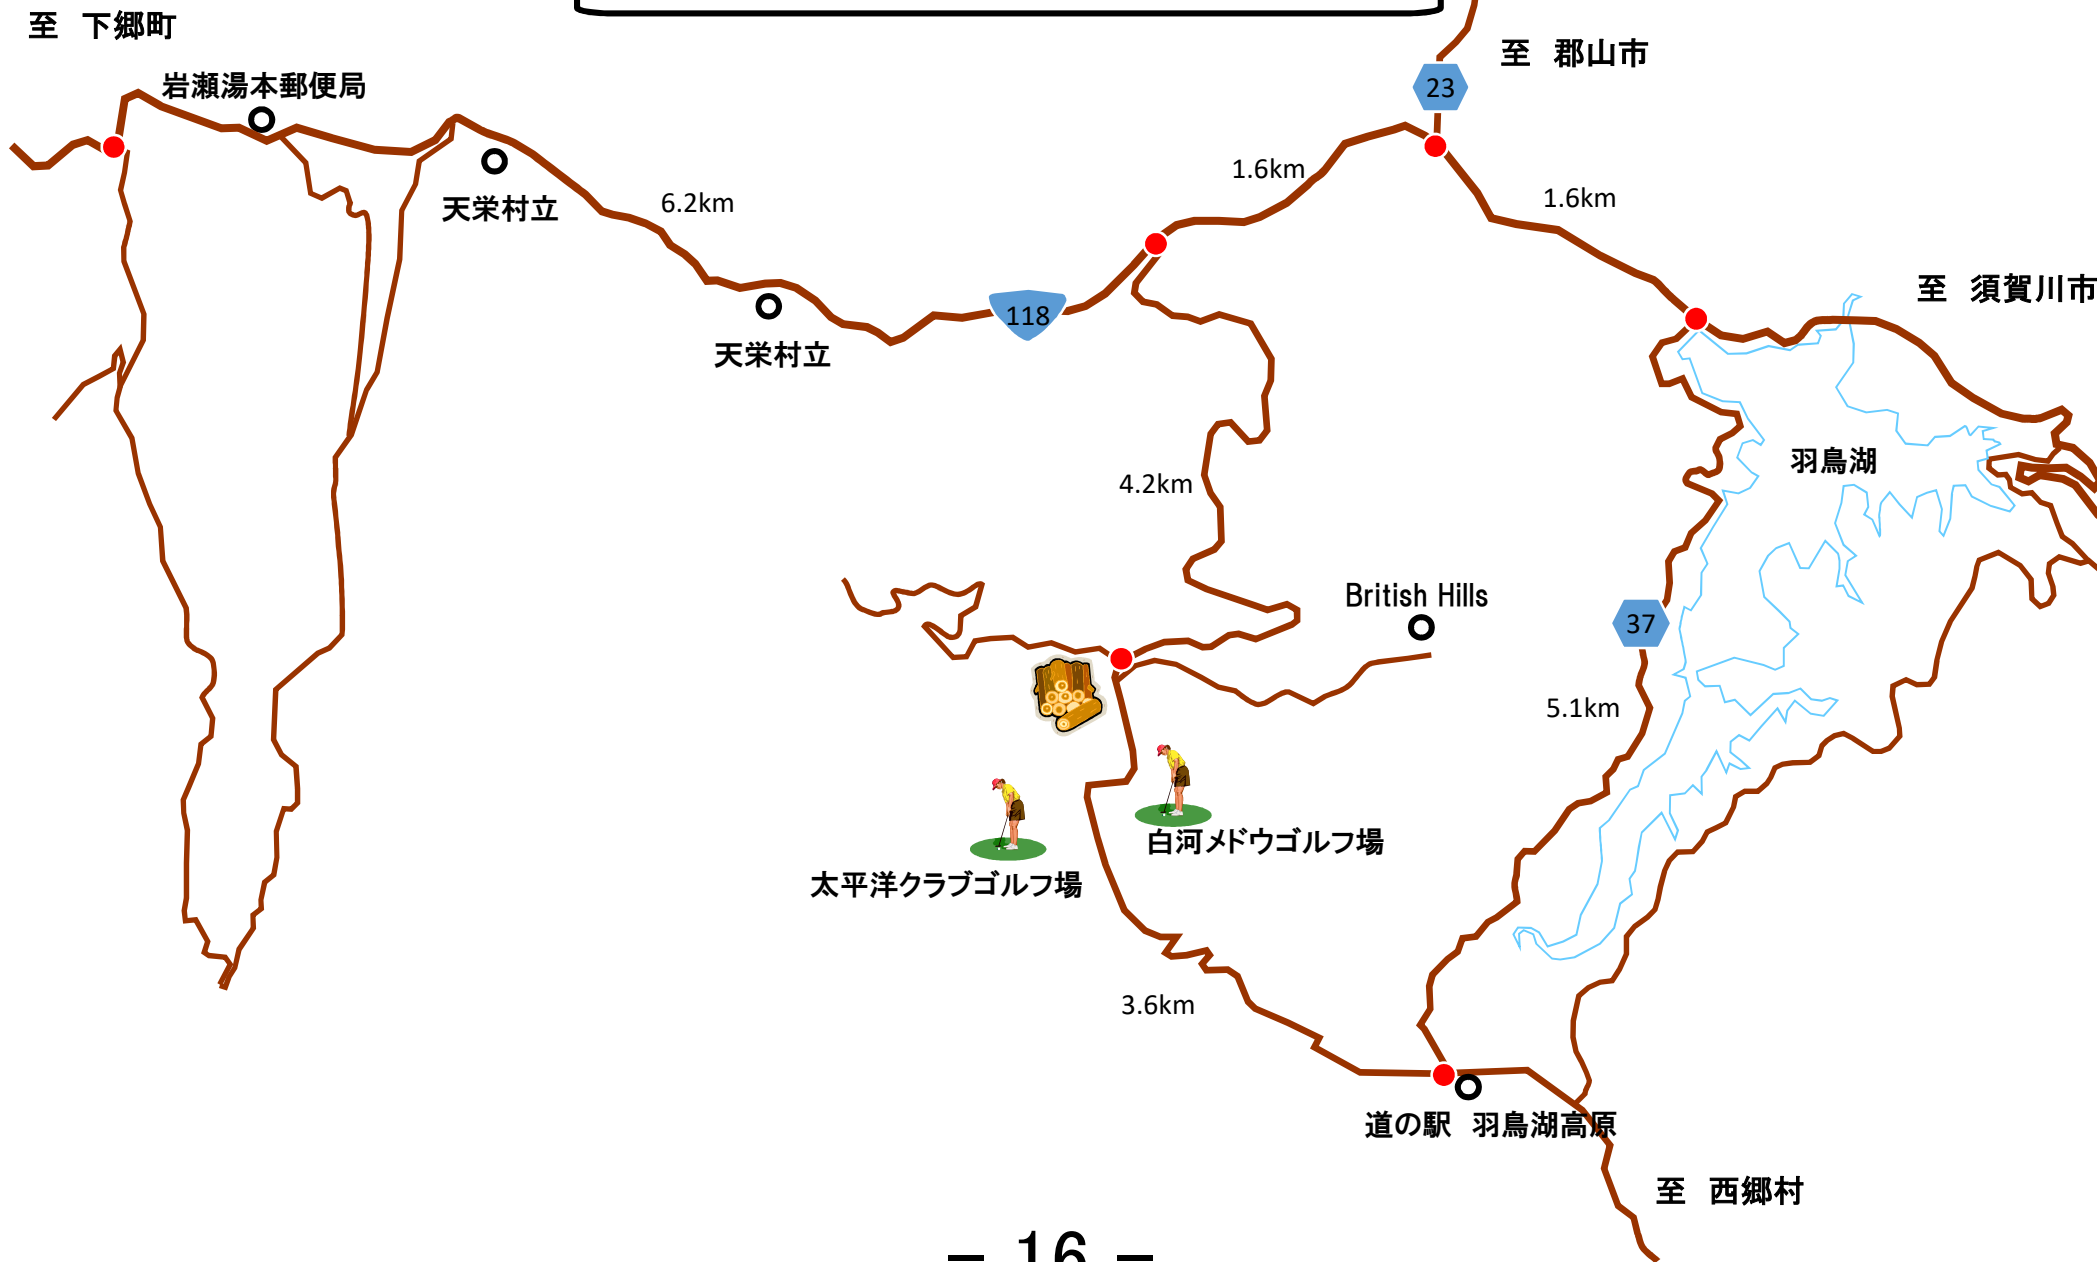 至　下郷町
至　郡山市
岩瀬湯本郵便局
23
1.6km
1.6km
天栄村立
6.2km
至　須賀川市
118
天栄村立
羽鳥湖
4.2km
British Hills
37
5.1km
白河メドウゴルフ場
太平洋クラブゴルフ場
3.6km
道の駅　羽鳥湖高原
至　西郷村
－ 16 －